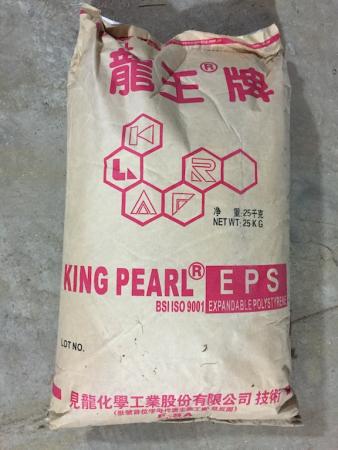 龍王®牌
K
L R
A F
净 重:25千克
NET WT:25 KG
KING PEARL® EPS
BSI ISO 9001 EXPANDABLE POLYSTYRENE
LOT NO.
見龍化學工業股份有限公司 技術